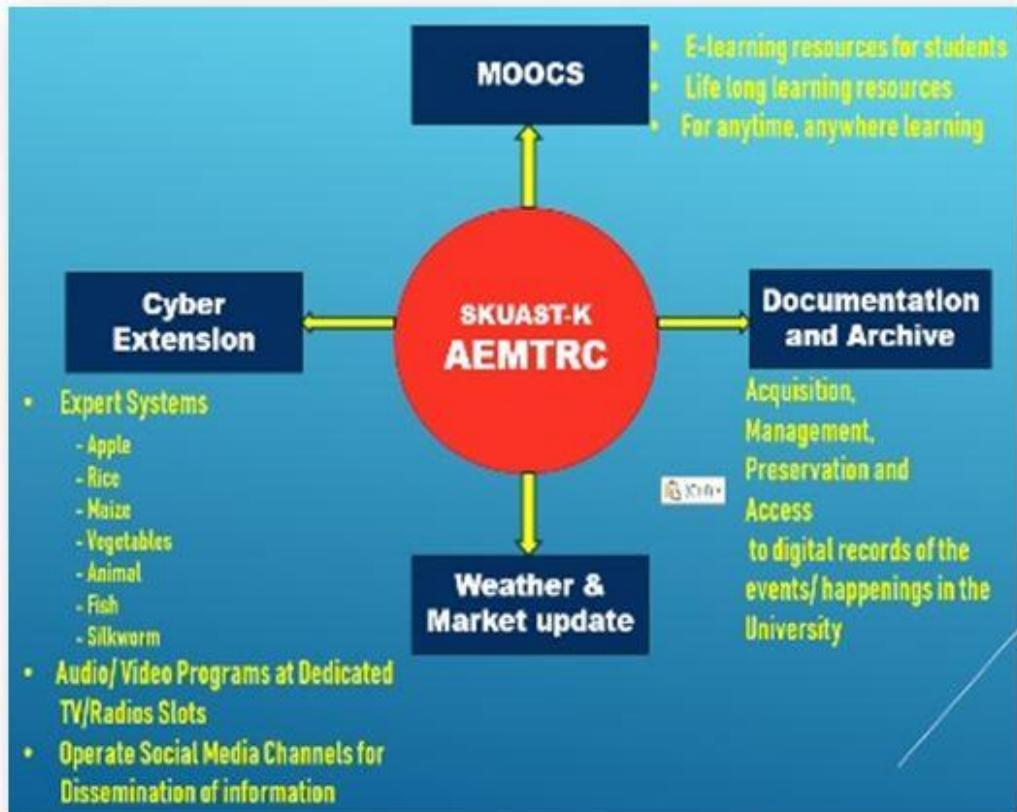 MOOCS
• E-learning resources for students
• Life long learning resources
• For anytime, anywhere learning
SKUAST-K
AEMTRC
Cyber
Extension
• Expert Systems
- Apple
- Rice
- Maize
- Vegetables
- Animal
- Fish
- Silkworm
• Audio/ Video Programs at Dedicated
TV/Radios Slots
• Operate Social Media Channels for
Dissemination of information
Documentation
and Archive
Acquisition,
Management,
Preservation and
Access
to digital records of the
events/ happenings in the
University
Weather &
Market update